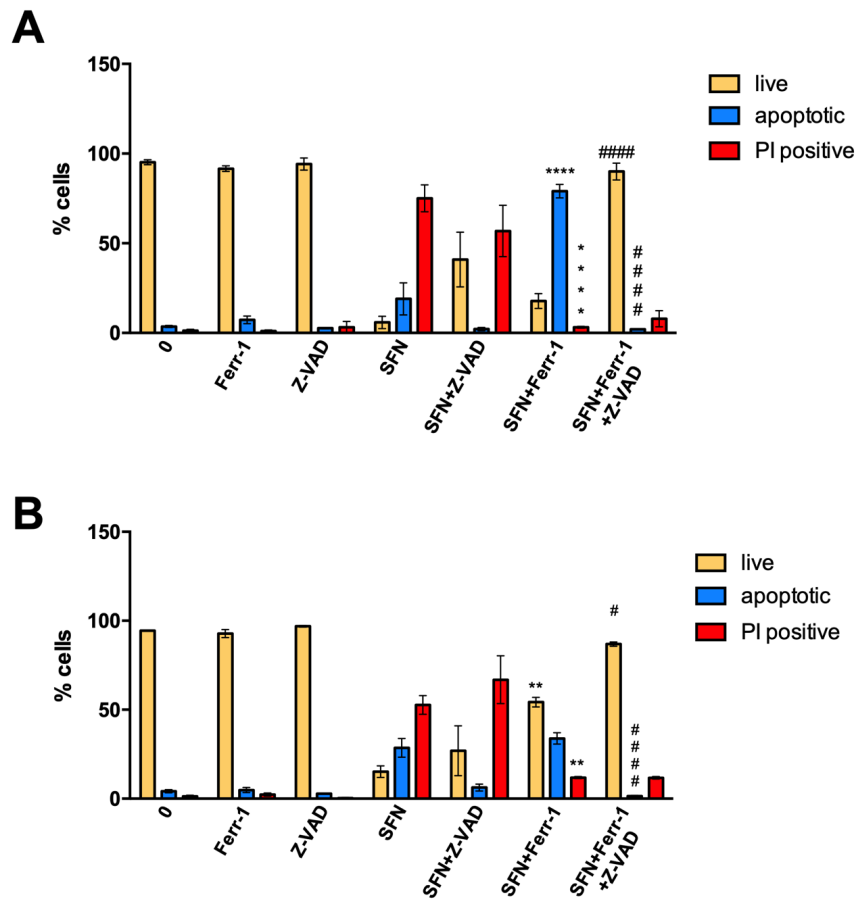 A
150
100
50
0
% cells
live
apoptotic
PI positive
****
*
*
*
*
####
#
#
#
#
0
Ferr-1
Z-VAD
SFN
SFN+Z-VAD
SFN+Ferr-1
SFN+Ferr-1
+Z-VAD
B
150
100
50
0
% cells
live
apoptotic
PI positive
**
**
#
#
#
#
#
0
Ferr-1
Z-VAD
SFN
SFN+Z-VAD
SFN+Ferr-1
SFN+Ferr-1
+Z-VAD